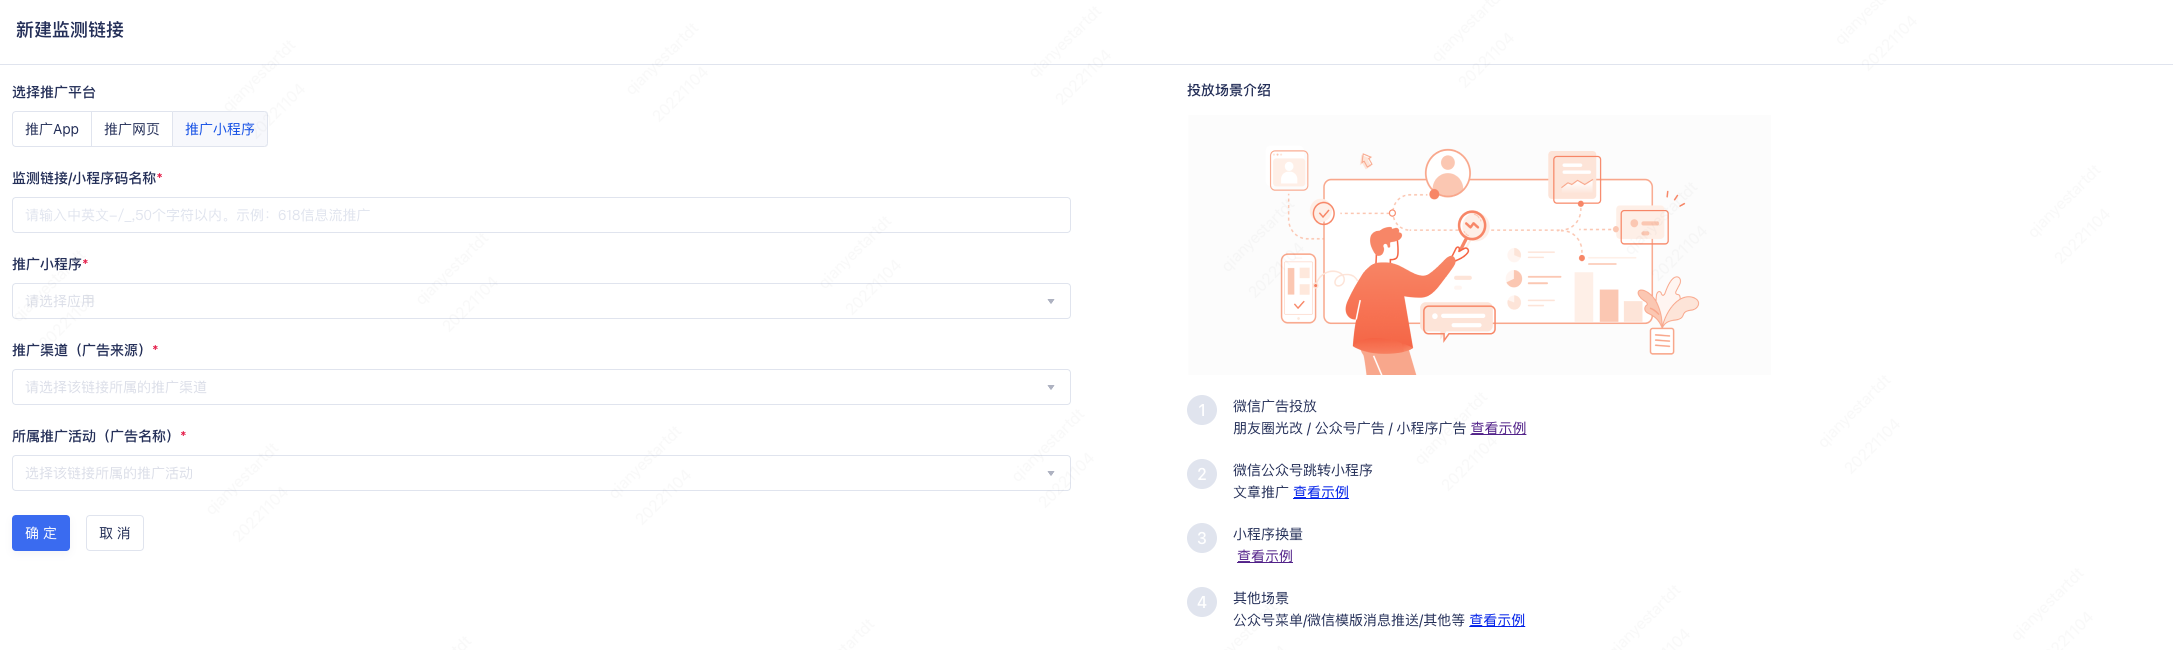 新建监测链接
选择推广平台
推广App
推广网页
推广小程序
监测链接/小程序码名称*
请输入中英文-/_,50个字符以内。示例：618信息流推广
推广小程序*
请选择应用
推广渠道（广告来源）*
请选择该链接所属的推广渠道
所属推广活动（广告名称）*
选择该链接所属的推广活动
确 定
取 消
投放场景介绍
1
微信广告投放
朋友圈光改 / 公众号广告 / 小程序广告 查看示例
2
微信公众号跳转小程序
文章推广 查看示例
3
小程序换量
查看示例
4
其他场景
公众号菜单/微信模版消息推送/其他等 查看示例
qianyestartdt
20221104